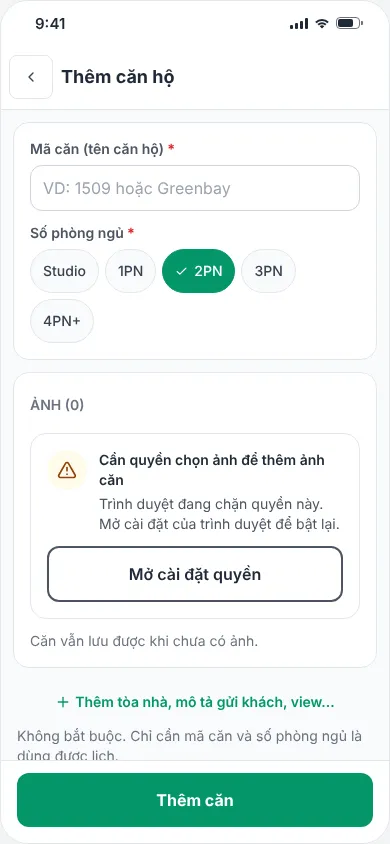 9:41
Thêm căn hộ
Mã căn (tên căn hộ) *
VD: 1509 hoặc Greenbay
Số phòng ngủ *
Studio
1PN
2PN
3PN
4PN+
ẢNH (0)
Cần quyền chọn ảnh để thêm ảnh
căn
Trình duyệt đang chặn quyền này.
Mở cài đặt của trình duyệt để bật lại.
Mở cài đặt quyền
Căn vẫn lưu được khi chưa có ảnh.
+ Thêm tòa nhà, mô tả gửi khách, view...
Không bắt buộc. Chỉ cần mã căn và số phòng ngủ là
dùng được lịch.
Thêm căn